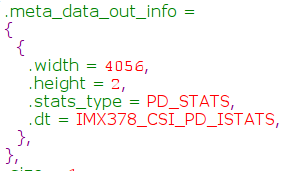 .meta_data_out_info =
{
{
.width = 4056,
.height = 2,
.stats_type = PD_STATS,
.dt = IMX378_CSI_PD_ISTATS,
},
},